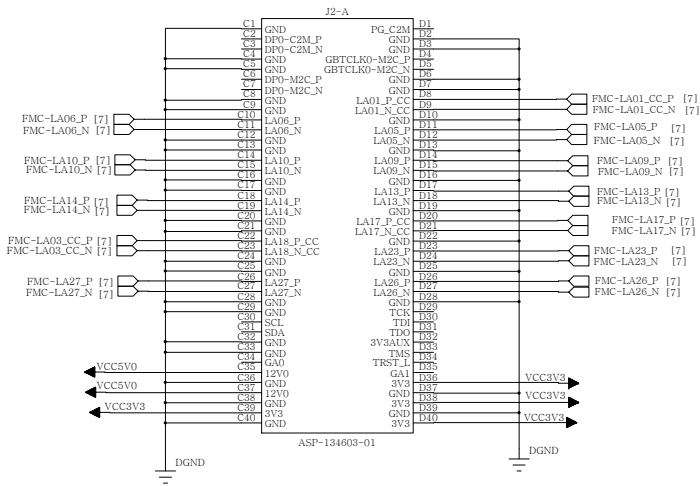 J2-A
C1 GND PG_C2M D1
C2 DP0-C2M_P GND D2
C3 DP0-C2M_N GND D3
C4 GND GBTCLK0-M2C_P D4
C5 GND GBTCLK0-M2C_N D5
C6 DP0-M2C_P GND D6
C7 DP0-M2C_N GND D7
C8 GND LA01_P_CC D8 FMC-LA01_CC_P [7]
C9 GND LA01_N_CC D9 FMC-LA01_CC_N [7]
FMC-LA06_P [7] C10 LA06_P GND D10
FMC-LA06_N [7] C11 LA06_N LA05_P D11 FMC-LA05_P [7]
C12 GND LA05_N D12 FMC-LA05_N [7]
C13 GND GND D13
FMC-LA10_P [7] C14 LA10_P LA09_P D14 FMC-LA09_P [7]
FMC-LA10_N [7] C15 LA10_N LA09_N D15 FMC-LA09_N [7]
C16 GND GND D16
C17 GND LA13_P D17 FMC-LA13_P [7]
FMC-LA14_P [7] C18 LA14_P LA13_N D18 FMC-LA13_N [7]
FMC-LA14_N [7] C19 LA14_N GND D19
C20 GND LA17_P_CC D20 FMC-LA17_P [7]
C21 GND LA17_N_CC D21 FMC-LA17_N [7]
FMC-LA03_CC_P [7] C22 LA18_P_CC GND D22
FMC-LA03_CC_N [7] C23 LA18_N_CC LA23_P D23 FMC-LA23_P [7]
C24 GND LA23_N D24 FMC-LA23_N [7]
C25 GND GND D25
FMC-LA27_P [7] C26 LA27_P LA26_P D26 FMC-LA26_P [7]
FMC-LA27_N [7] C27 LA27_N LA26_N D27 FMC-LA26_N [7]
C28 GND GND D28
C29 GND TCK D29
C30 SCL TDI D30
C31 SDA TDO D31
C32 GND 3V3AUX D32
C33 GND TMS D33
C34 GA0 TRST_L D34
VCC5V0 C35 12V0 GA1 D35
C36 GND 3V3 D36 VCC3V3
VCC5V0 C37 12V0 GND D37
C38 GND 3V3 D38 VCC3V3
VCC3V3 C39 3V3 GND D39
C40 GND 3V3 D40 VCC3V3
ASP-134603-01
DGND
DGND